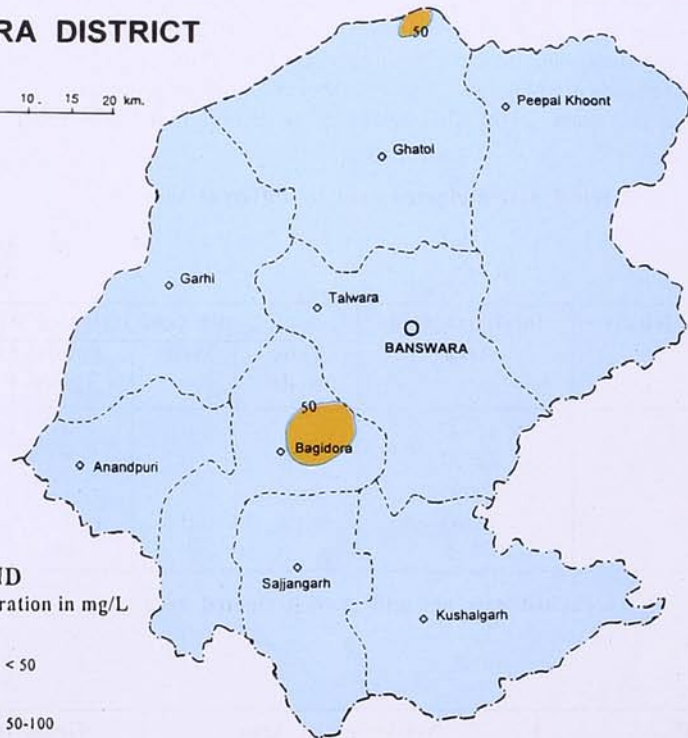 RA DISTRICT
10 . 15 20 km.
50
Peepal Khoont
Ghatol
Garhi
Talwara
BANSWARA
50
Bagidora
Anandpuri
ND
ration in mg/L
Sajjangarh
Kushalgarh
< 50
50-100